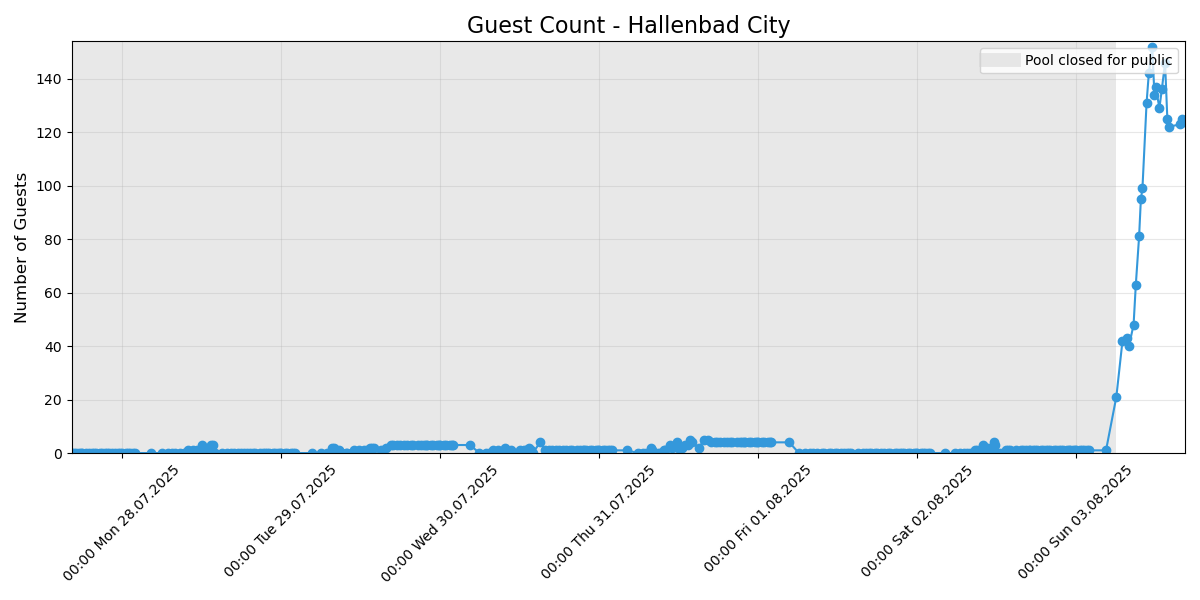 Guest Count - Hallenbad City
Pool closed for public
Number of Guests
140
120
100
80
60
40
20
0
00:00 Mon 28.07.2025
00:00 Tue 29.07.2025
00:00 Wed 30.07.2025
00:00 Thu 31.07.2025
00:00 Fri 01.08.2025
00:00 Sat 02.08.2025
00:00 Sun 03.08.2025